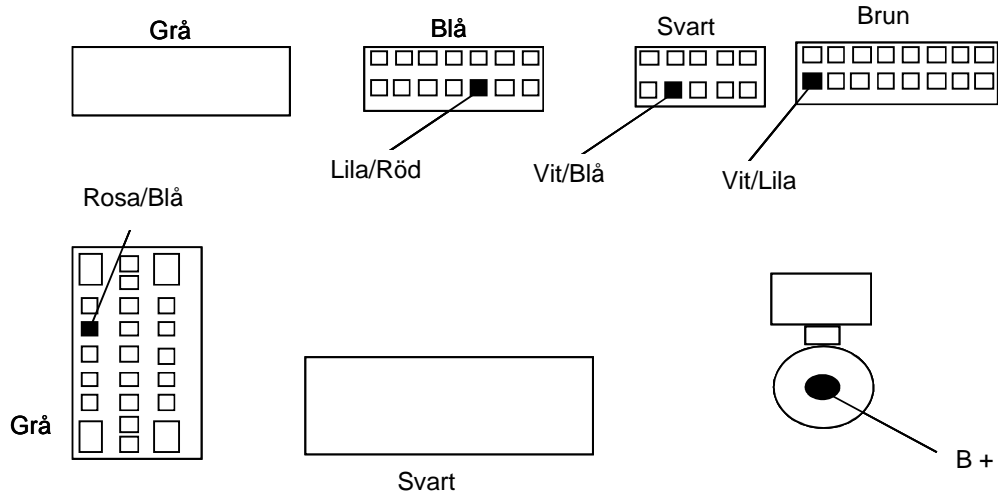 Grå
Blå
Svart
Brun
Lila/Röd
Vit/Blå
Vit/Lila
Rosa/Blå
Grå
Svart
B +